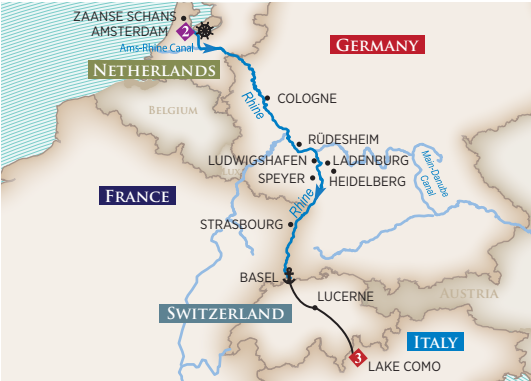 ZAANSE SCHANS
AMSTERDAM
2
Ams-Rhine Canal
NETHERLANDS
GERMANY
BELGIUM
Rhine
COLOGNE
RÜDESHEIM
LUDWIGSHAFEN
LADENBURG
LUX
SPEYER
HEIDELBERG
Main-Danube
Canal
FRANCE
Rhine
STRASBOURG
BASEL
LUCERNE
AUSTRIA
SWITZERLAND
ITALY
3
LAKE COMO